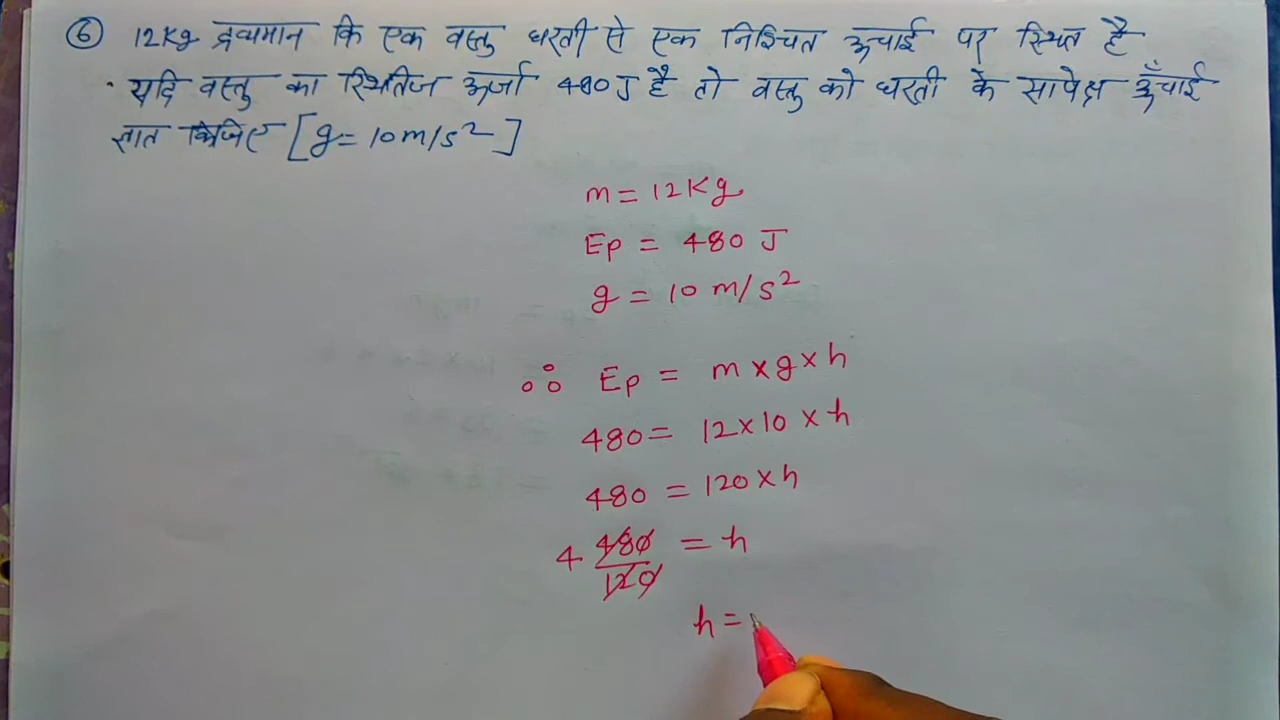 ⑥ 12Kg द्रव्यमान कि एक वस्तु धरती से एक निश्चित ऊचाई पर स्थित है
यदि वस्तु का स्थितिज ऊर्जा 480J है तो वस्तु को धरती के सापेक्ष ऊँचाई
ज्ञात किजिए [g= 10m/s²]
m = 12Kg
Ep = 480 J
g = 10 m/s²
∴ Ep = m x g x h
480 = 12 x 10 x h
480 = 120 x h
4 480/120 = h
h =